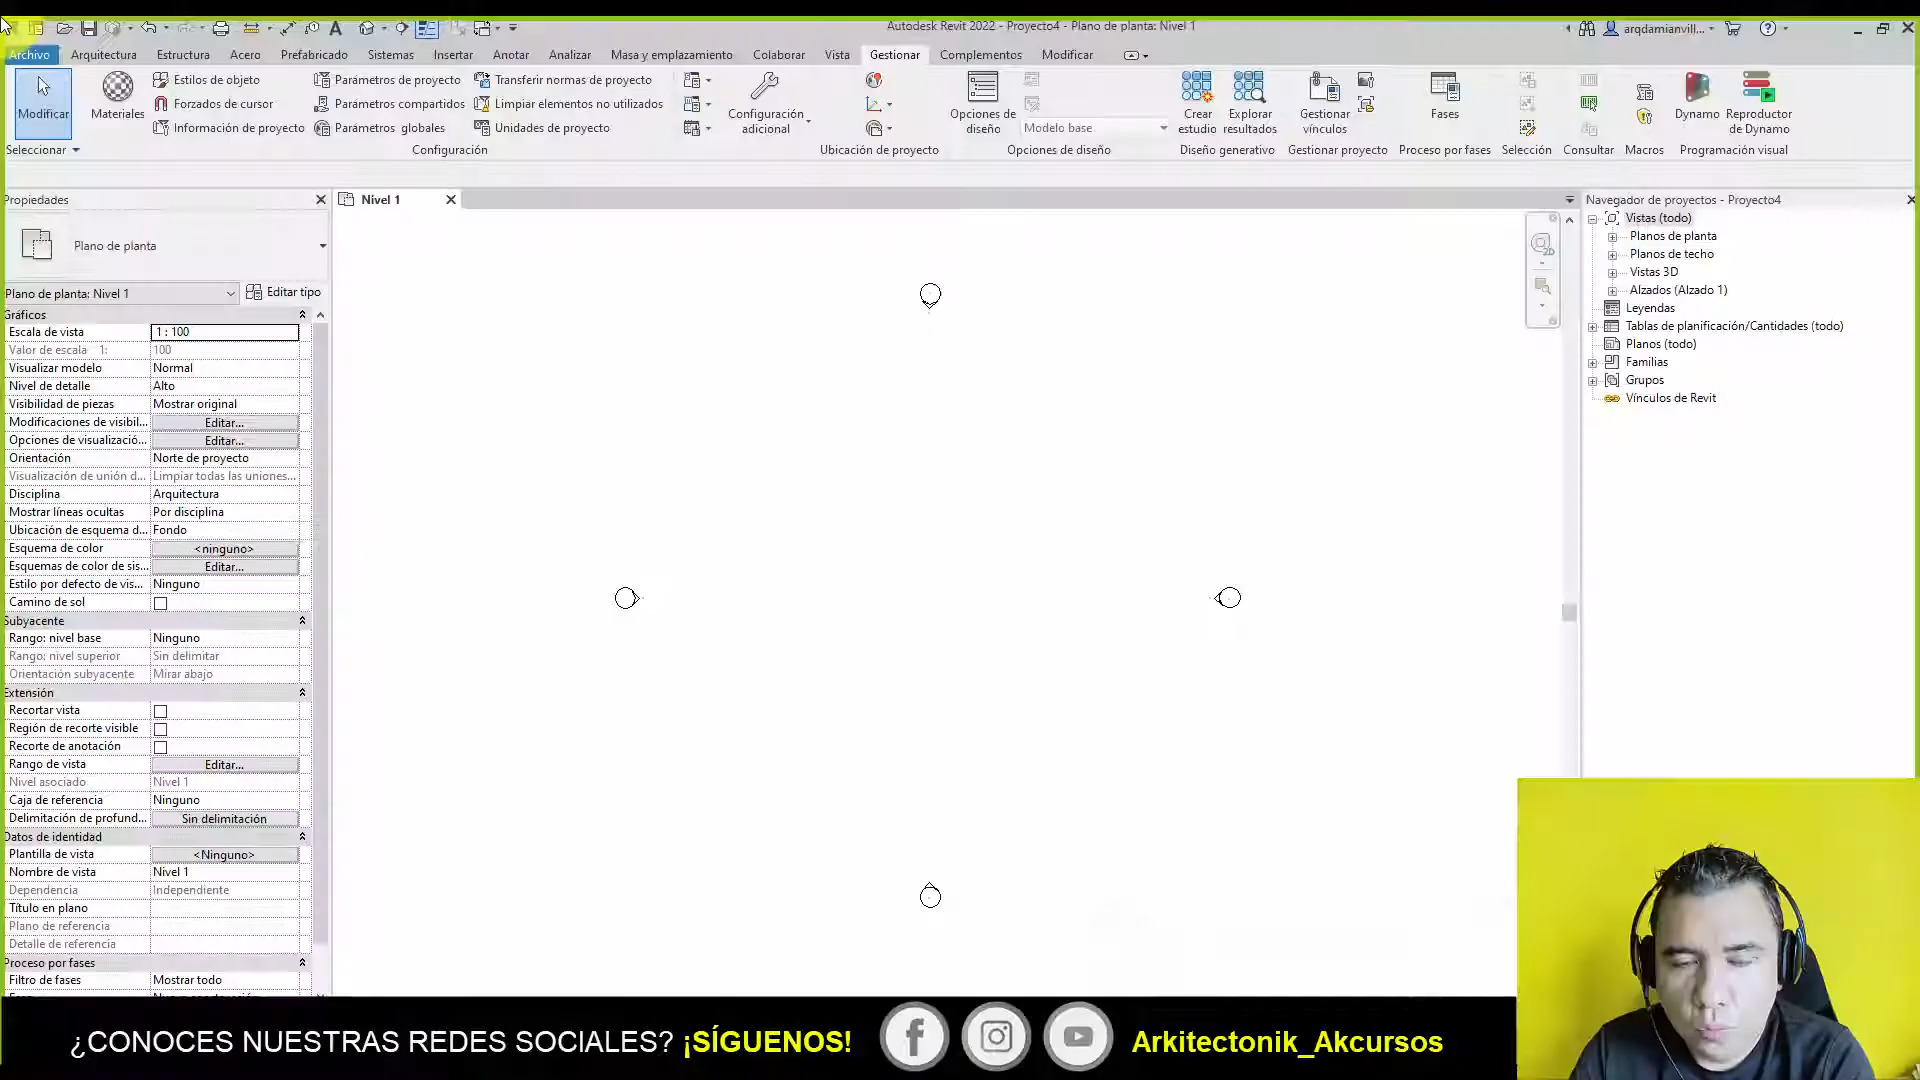 Autodesk Revit 2022 - Proyecto4 - Plano de planta: Nivel 1
arqdamianvill...
Archivo Arquitectura Estructura Acero Prefabricado Sistemas Insertar Anotar Analizar Masa y emplazamiento Colaborar Vista Gestionar Complementos Modificar
Modificar
Materiales
Estilos de objeto
Forzados de cursor
Información de proyecto
Parámetros de proyecto
Parámetros compartidos
Parámetros globales
Transferir normas de proyecto
Limpiar elementos no utilizados
Unidades de proyecto
Configuración
adicional
Opciones de
diseño
Modelo base
Crear
estudio
Explorar
resultados
Gestionar
vínculos
Fases
Dynamo
Reproductor
de Dynamo
Seleccionar Configuración Ubicación de proyecto Opciones de diseño Diseño generativo Gestionar proyecto Proceso por fases Selección Consultar Macros Programación visual
Propiedades
Plano de planta
Plano de planta: Nivel 1 Editar tipo
Gráficos
Escala de vista 1 : 100
Valor de escala 1: 100
Visualizar modelo Normal
Nivel de detalle Alto
Visibilidad de piezas Mostrar original
Modificaciones de visibil... Editar...
Opciones de visualizació... Editar...
Orientación Norte de proyecto
Visualización de unión d... Limpiar todas las uniones...
Disciplina Arquitectura
Mostrar líneas ocultas Por disciplina
Ubicación de esquema d... Fondo
Esquema de color <ninguno>
Esquemas de color de sis... Editar...
Estilo por defecto de vis... Ninguno
Camino de sol
Subyacente
Rango: nivel base Ninguno
Rango: nivel superior Sin delimitar
Orientación subyacente Mirar abajo
Extensión
Recortar vista
Región de recorte visible
Recorte de anotación
Rango de vista Editar...
Nivel asociado Nivel 1
Caja de referencia Ninguno
Delimitación de profund... Sin delimitación
Datos de identidad
Plantilla de vista <Ninguno>
Nombre de vista Nivel 1
Dependencia Independiente
Título en plano
Plano de referencia
Detalle de referencia
Proceso por fases
Filtro de fases Mostrar todo
Nivel 1
2D
Navegador de proyectos - Proyecto4
Vistas (todo)
Planos de planta
Planos de techo
Vistas 3D
Alzados (Alzado 1)
Leyendas
Tablas de planificación/Cantidades (todo)
Planos (todo)
Familias
Grupos
Vínculos de Revit
¿CONOCES NUESTRAS REDES SOCIALES? ¡SÍGUENOS! Arkitectonik_Akcursos